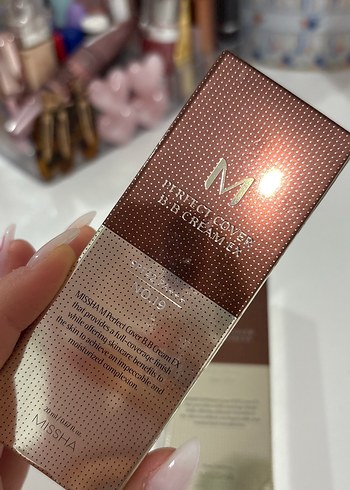 M
PERFECT COVER
B.B CREAM EX
NO.19
MISSHA M Perfect Cover B.B Cream EX
that provides a full-coverage finish
while offering skincare benefits to
the skin to achieve an impeccable and
moisturized complexion.
MISSHA